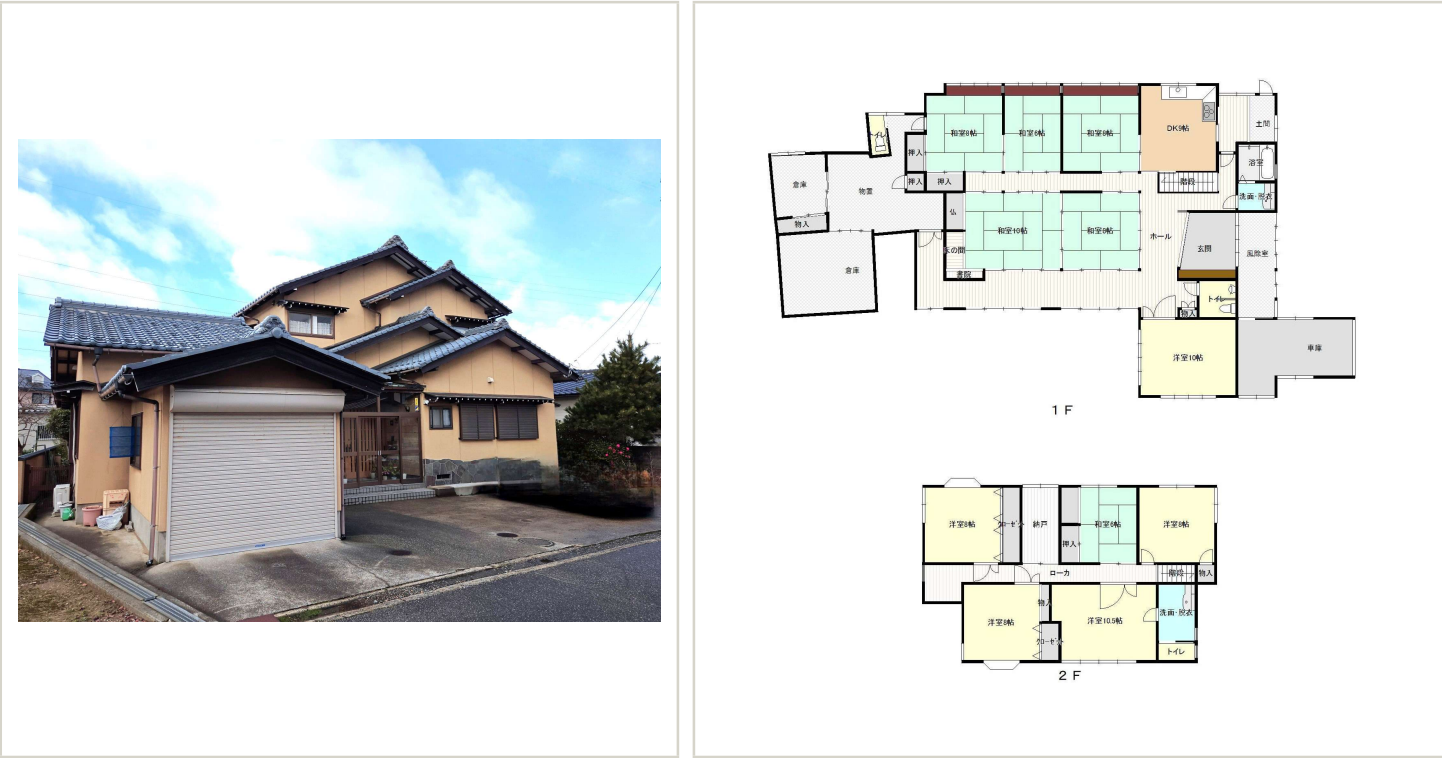 和室8帖
和室6帖
和室8帖
DK9帖
土間
トイレ
押入
浴室
倉庫
物置
押入
押入
階段
洗面・脱衣
物入
仏
和室10帖
和室8帖
ホール
玄関
風除室
床の間
倉庫
書院
トイレ
物入
洋室10帖
車庫
1F
洋室8帖
クローゼット
納戸
和室6帖
洋室8帖
押入
ローカ
階段
物入
洋室8帖
物入
洋室10.5帖
洗面・脱衣
クローゼット
トイレ
2F